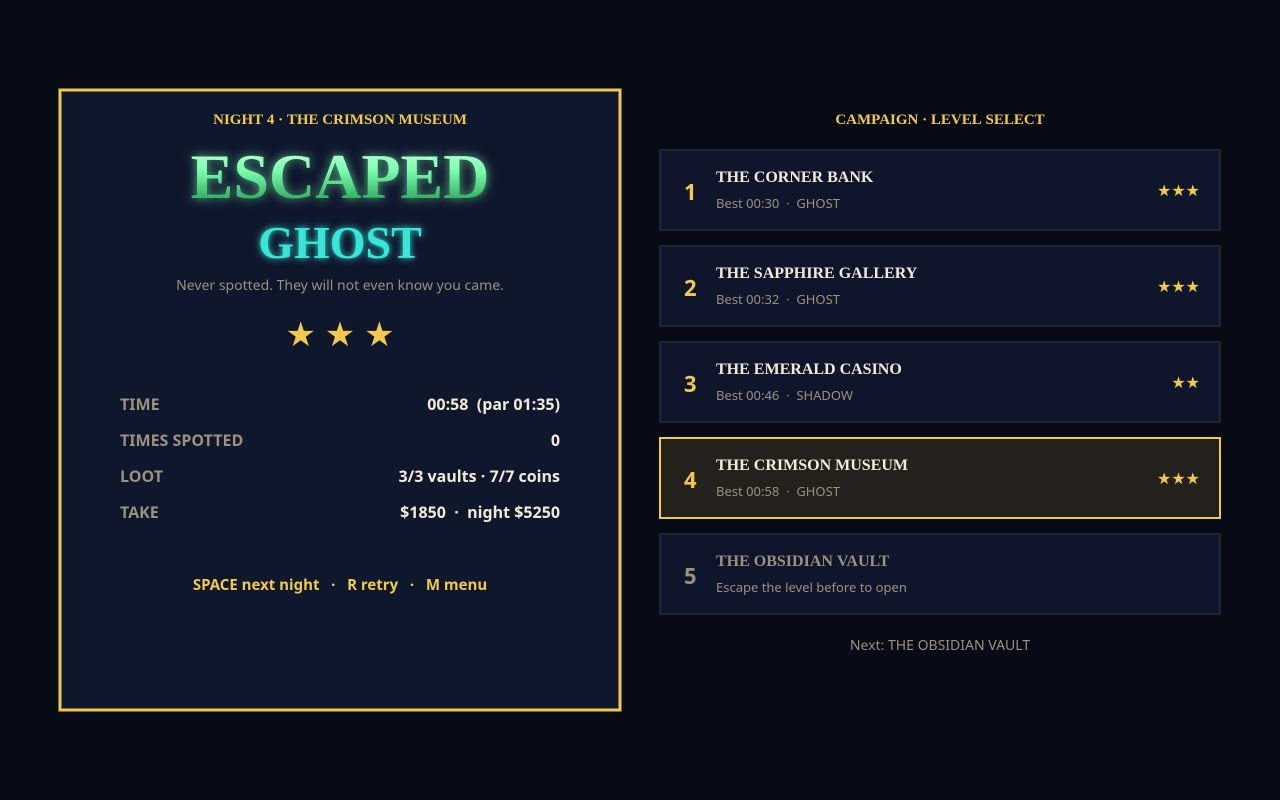 NIGHT 4 · THE CRIMSON MUSEUM
ESCAPED
GHOST
Never spotted. They will not even know you came.
★ ★ ★
TIME 00:58 (par 01:35)
TIMES SPOTTED 0
LOOT 3/3 vaults · 7/7 coins
TAKE $1850 · night $5250
SPACE next night · R retry · M menu
CAMPAIGN · LEVEL SELECT
1 THE CORNER BANK ★★★
Best 00:30 · GHOST
2 THE SAPPHIRE GALLERY ★★★
Best 00:32 · GHOST
3 THE EMERALD CASINO ★★
Best 00:46 · SHADOW
4 THE CRIMSON MUSEUM ★★★
Best 00:58 · GHOST
5 THE OBSIDIAN VAULT
Escape the level before to open
Next: THE OBSIDIAN VAULT